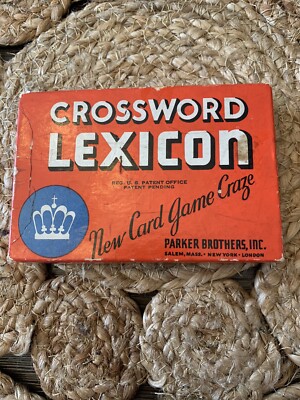 CROSSWORD
LEXICON
REG. U. S. PATENT OFFICE
PATENT PENDING
New Card Game Craze
PARKER BROTHERS, INC.
SALEM, MASS. • NEW YORK • LONDON